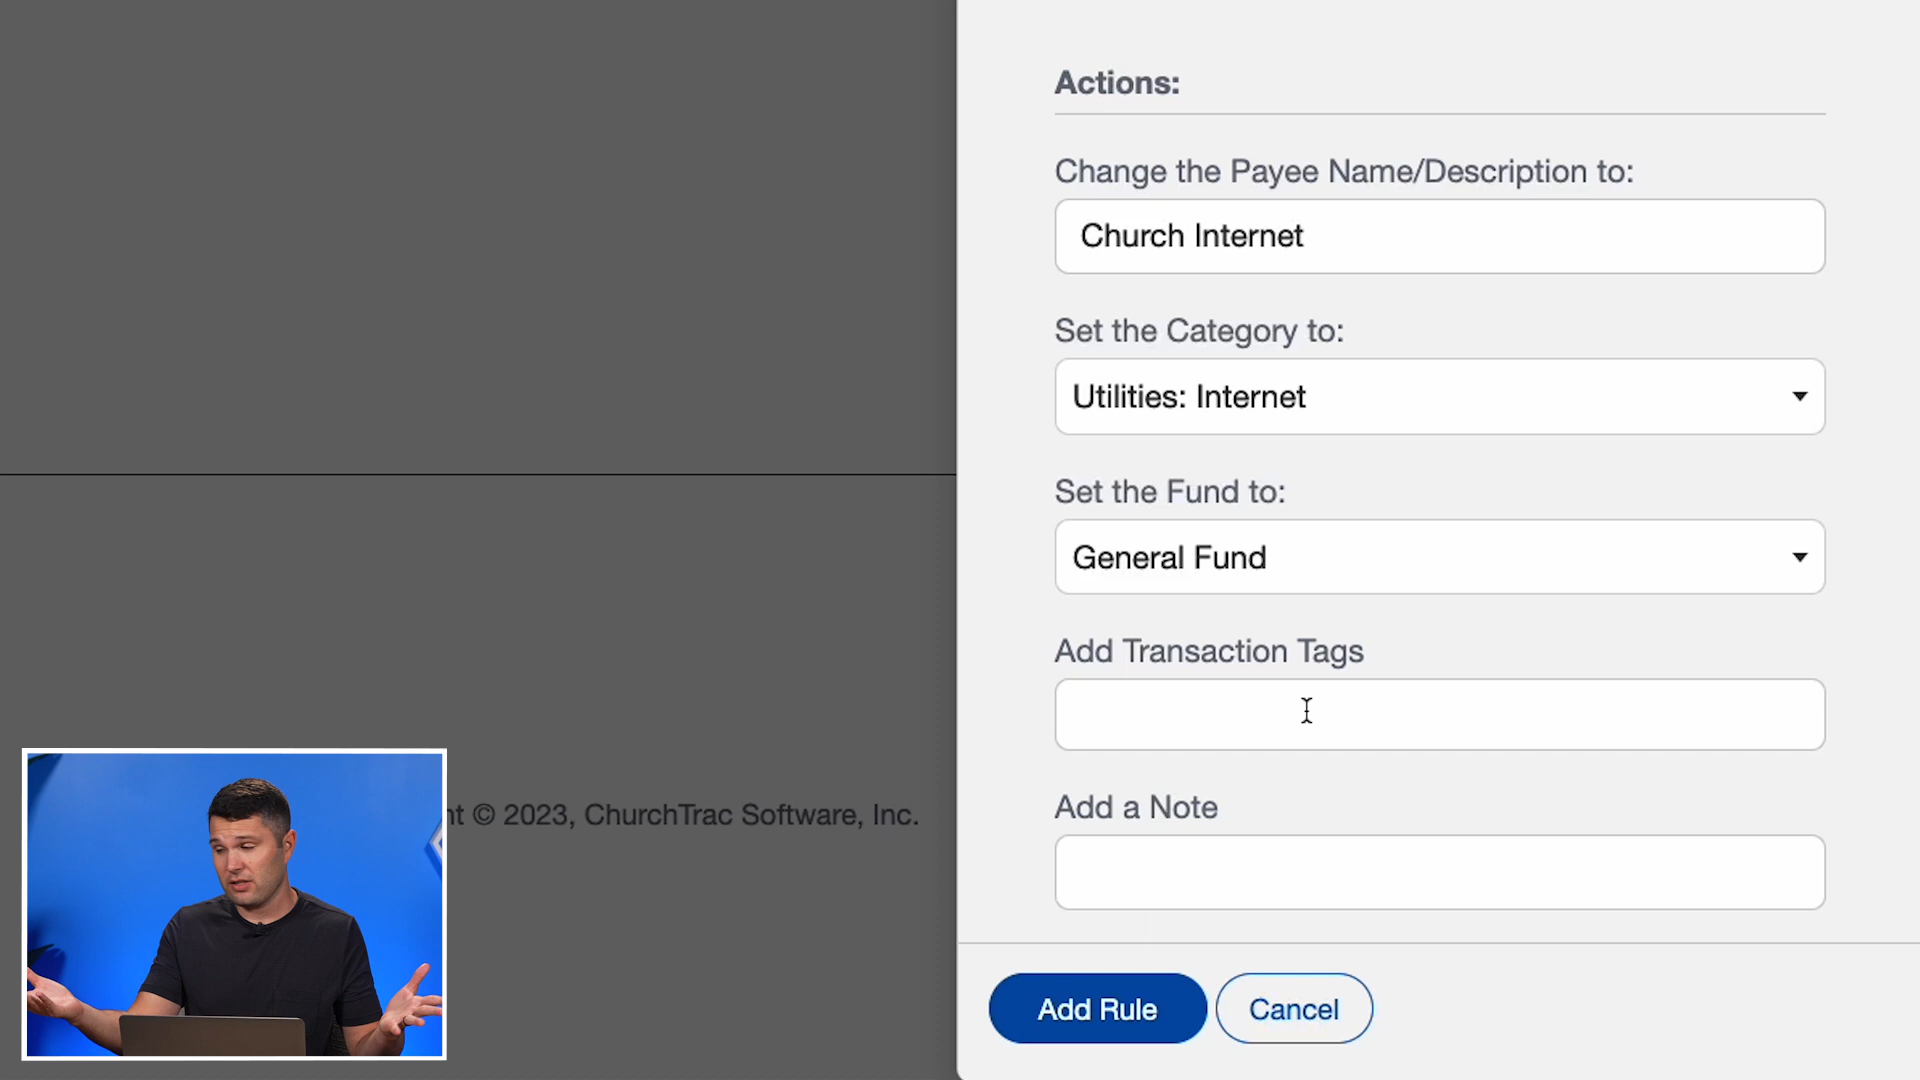 Actions:
Change the Payee Name/Description to:
Church Internet
Set the Category to:
Utilities: Internet
Set the Fund to:
General Fund
Add Transaction Tags
Add a Note
© 2023, ChurchTrac Software, Inc.
Add Rule
Cancel